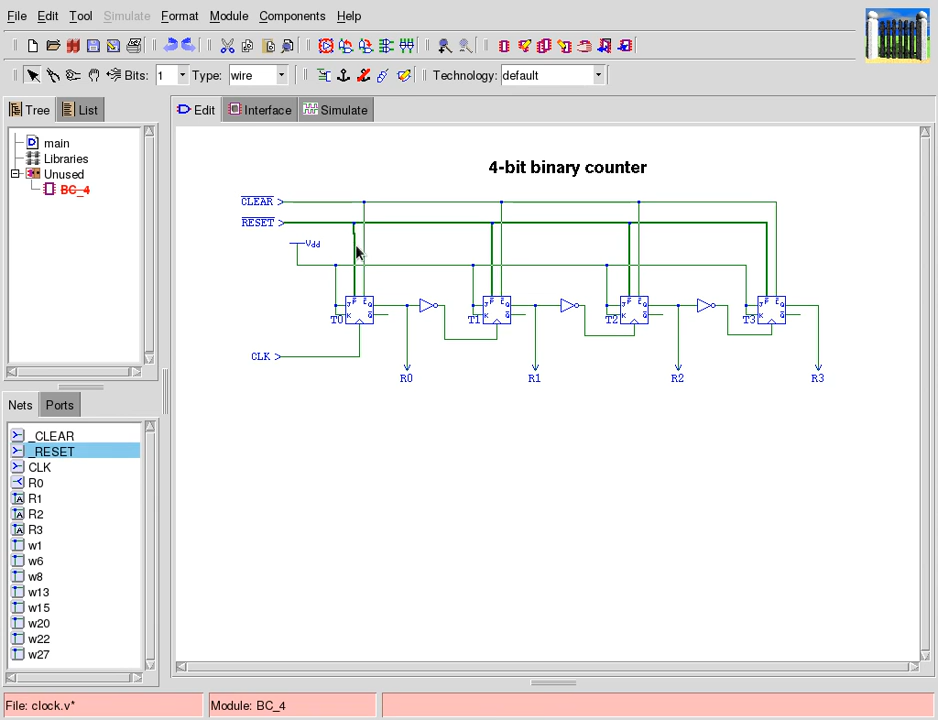 File Edit Tool Simulate Format Module Components Help
Bits: 1 Type: wire Technology: default
Tree List Edit Interface Simulate
main
Libraries
Unused
BC_4
4-bit binary counter
CLEAR
RESET
Vdd
J P C Q J P C Q J P C Q J P C Q
T0 K Q T1 K Q T2 K Q T3 K Q
CLK
R0 R1 R2 R3
Nets Ports
_CLEAR
_RESET
CLK
R0
R1
R2
R3
w1
w6
w8
w13
w15
w20
w22
w27
File: clock.v* Module: BC_4